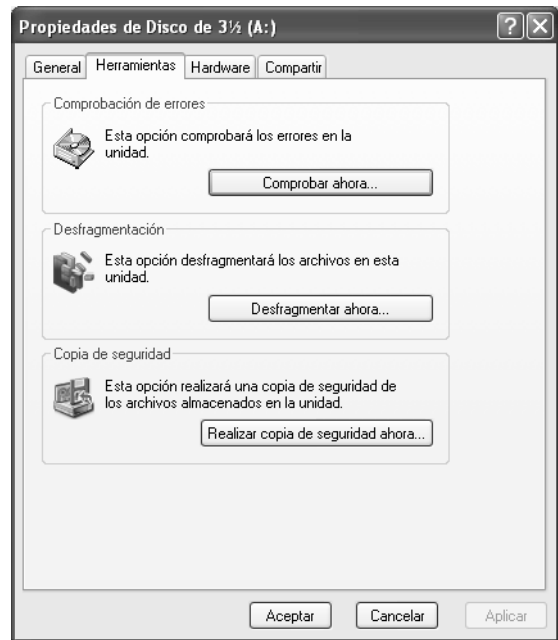 Propiedades de Disco de 3½ (A:)
General Herramientas Hardware Compartir
Comprobación de errores
Esta opción comprobará los errores en la
unidad.
Comprobar ahora...
Desfragmentación
Esta opción desfragmentará los archivos en esta
unidad.
Desfragmentar ahora...
Copia de seguridad
Esta opción realizará una copia de seguridad de
los archivos almacenados en la unidad.
Realizar copia de seguridad ahora...
Aceptar Cancelar Aplicar